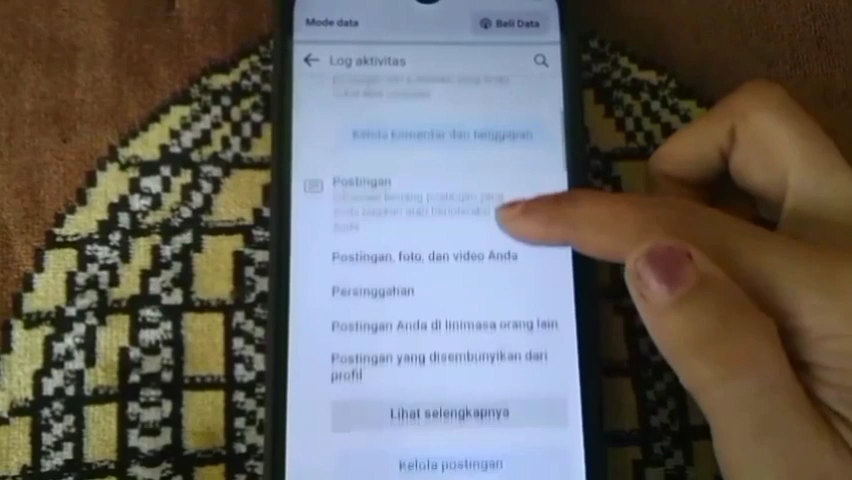 Mode data
Beli Data
Log aktivitas
Kelola komentar dan tanggapan
Postingan
Postingan, foto, dan video Anda
Persinggahan
Postingan Anda di linimasa orang lain
Postingan yang disembunyikan dari
profil
Lihat selengkapnya
Kelola postingan